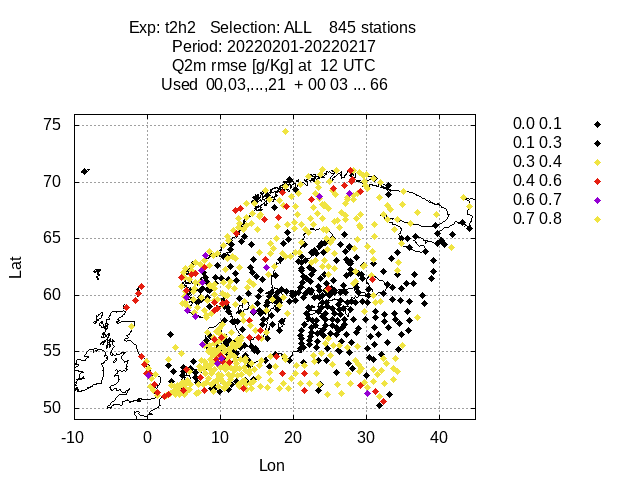 Exp: t2h2 Selection: ALL 845 stations
Period: 20220201-20220217
Q2m rmse [g/Kg] at 12 UTC
Used 00,03,...,21 + 00 03 ... 66
0.0 0.1
0.1 0.3
0.3 0.4
0.4 0.6
0.6 0.7
0.7 0.8
75
70
65
60
55
50
Lat
-10 0 10 20 30 40
Lon